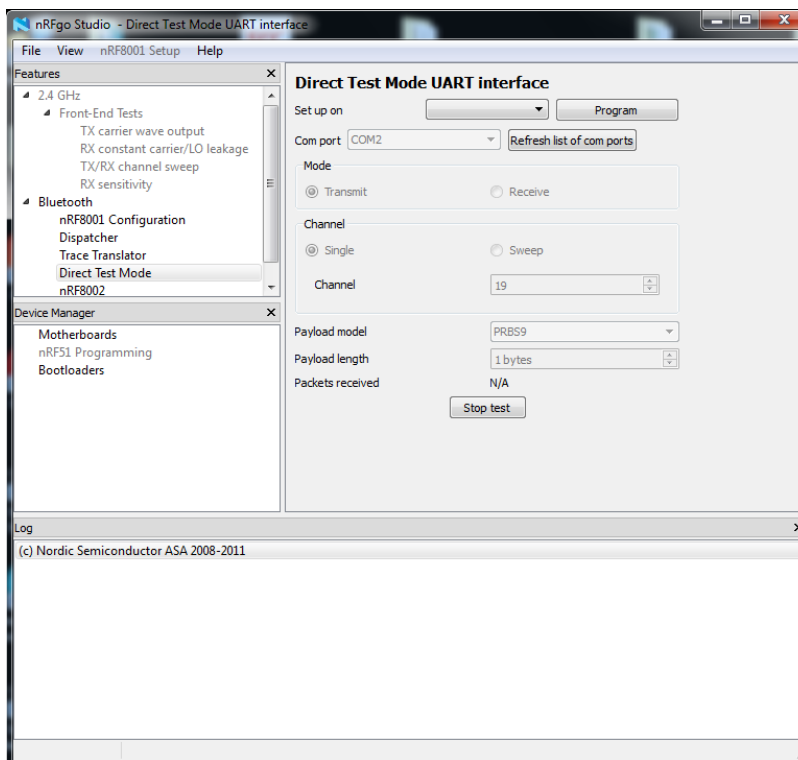 nRFgo Studio - Direct Test Mode UART interface
File View nRF8001 Setup Help
Features
2.4 GHz
Front-End Tests
TX carrier wave output
RX constant carrier/LO leakage
TX/RX channel sweep
RX sensitivity
Bluetooth
nRF8001 Configuration
Dispatcher
Trace Translator
Direct Test Mode
nRF8002
Device Manager
Motherboards
nRF51 Programming
Bootloaders
Direct Test Mode UART interface
Set up on Program
Com port COM2 Refresh list of com ports
Mode
Transmit Receive
Channel
Single Sweep
Channel 19
Payload model PRBS9
Payload length 1 bytes
Packets received N/A
Stop test
Log
(c) Nordic Semiconductor ASA 2008-2011